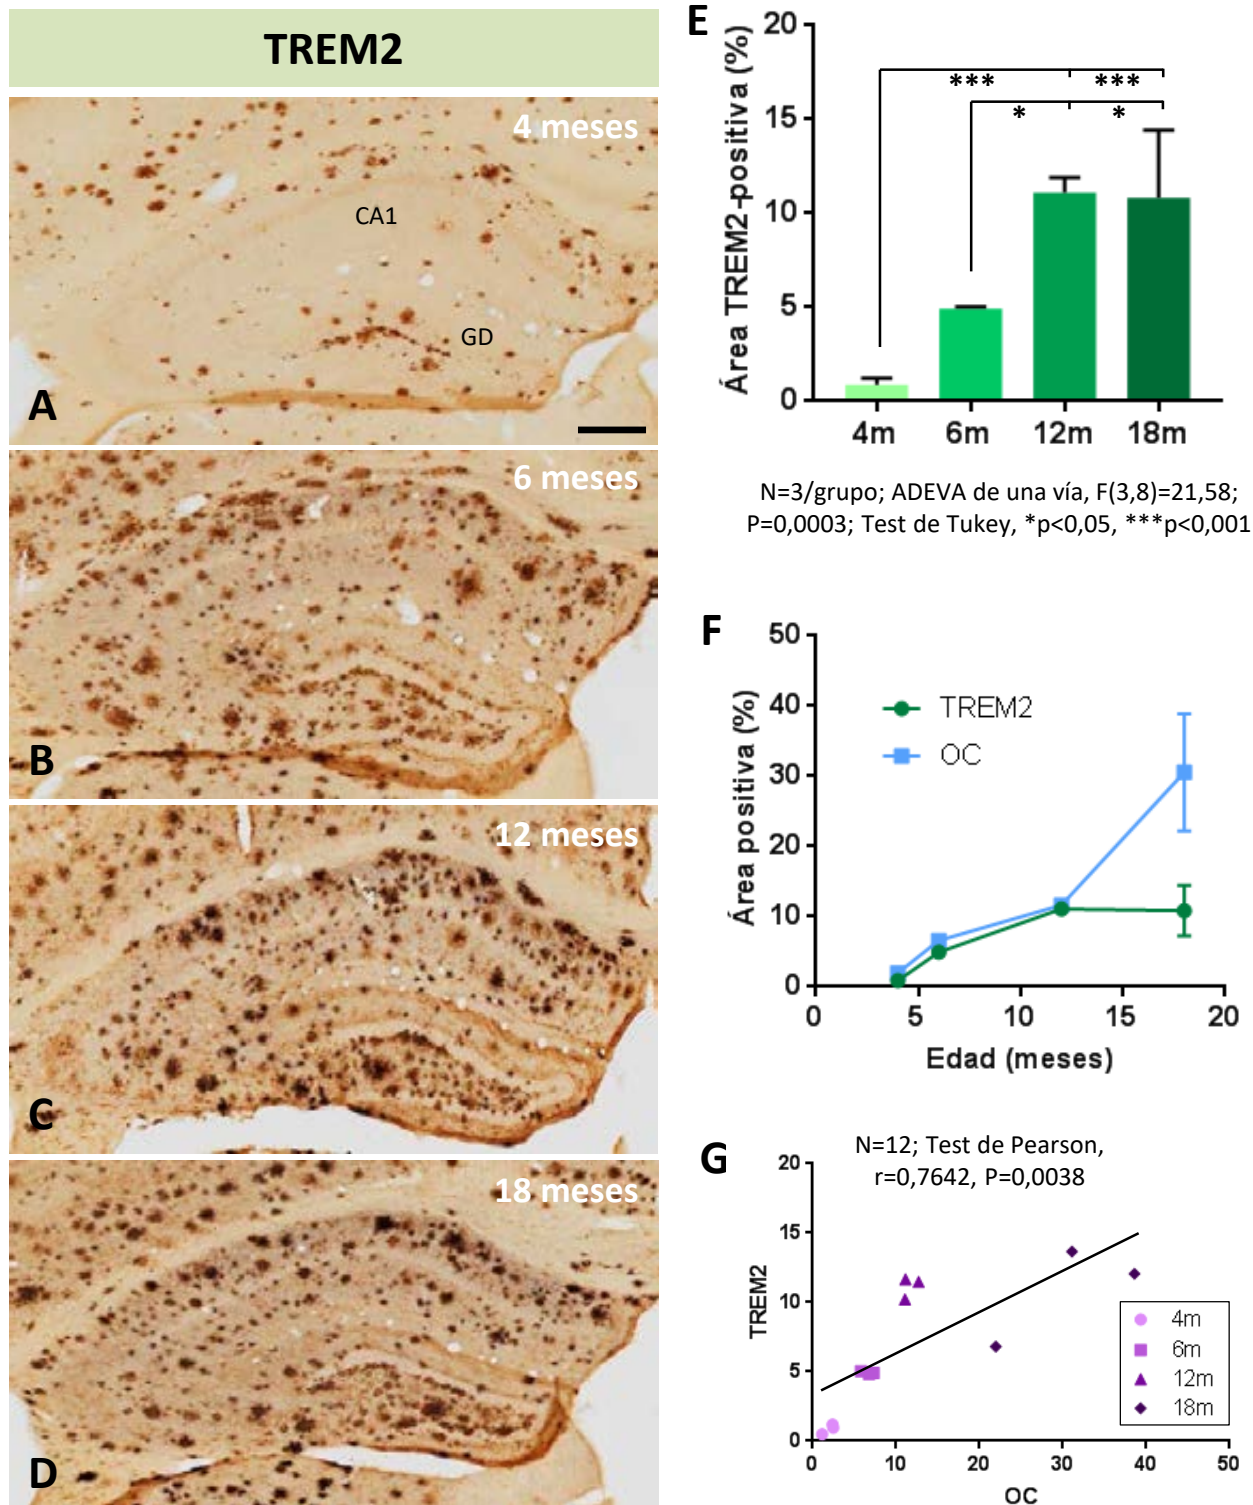 TREM2
4 meses
CA1
GD
A
6 meses
B
12 meses
C
18 meses
D
E
Área TREM2-positiva (%)
20
15
10
5
0
*** ***
* *
4m 6m 12m 18m
N=3/grupo; ADEVA de una vía, F(3,8)=21,58;
P=0,0003; Test de Tukey, *p<0,05, ***p<0,001
F
Área positiva (%)
50
40
30
20
10
0
TREM2
OC
0 5 10 15 20
Edad (meses)
G
N=12; Test de Pearson,
r=0,7642, P=0,0038
TREM2
20
15
10
5
0
4m
6m
12m
18m
0 10 20 30 40 50
OC